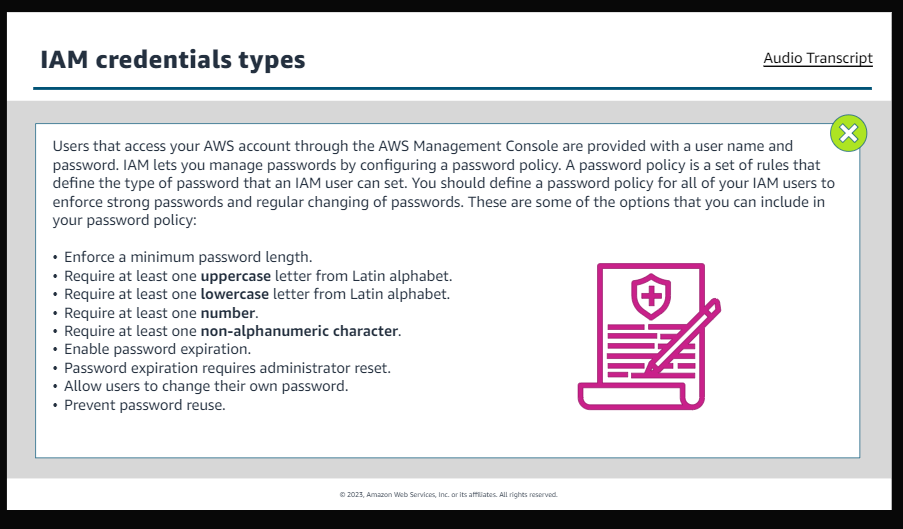 IAM credentials types
Audio Transcript
Users that access your AWS account through the AWS Management Console are provided with a user name and
password. IAM lets you manage passwords by configuring a password policy. A password policy is a set of rules that
define the type of password that an IAM user can set. You should define a password policy for all of your IAM users to
enforce strong passwords and regular changing of passwords. These are some of the options that you can include in
your password policy:
• Enforce a minimum password length.
• Require at least one uppercase letter from Latin alphabet.
• Require at least one lowercase letter from Latin alphabet.
• Require at least one number.
• Require at least one non-alphanumeric character.
• Enable password expiration.
• Password expiration requires administrator reset.
• Allow users to change their own password.
• Prevent password reuse.
© 2023, Amazon Web Services, Inc. or its affiliates. All rights reserved.